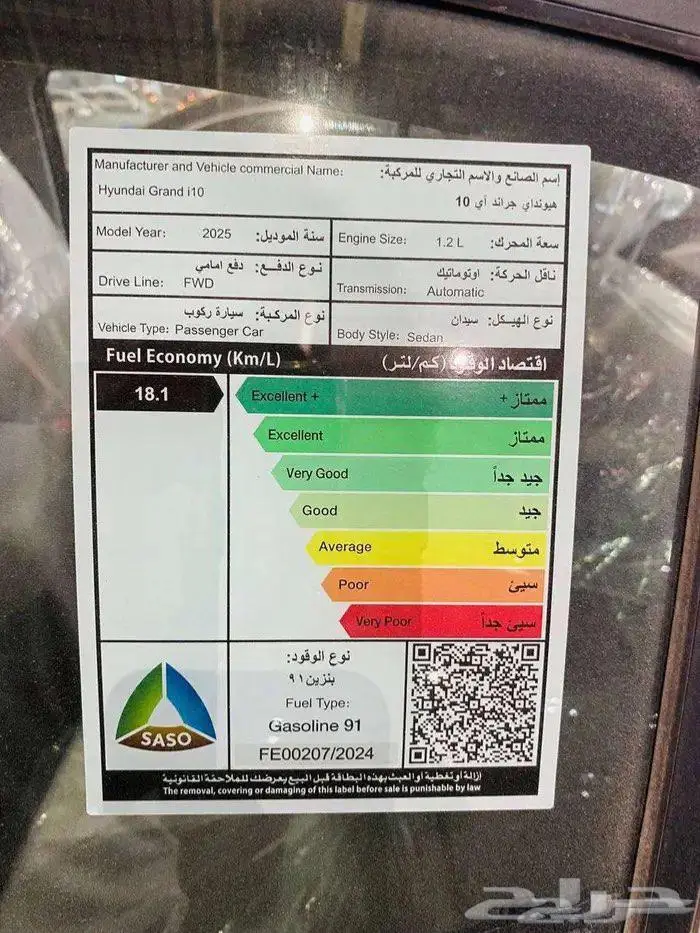 Manufacturer and Vehicle commercial Name: إسم الصانع والاسم التجاري للمركبة:
Hyundai Grand i10 هيونداي جراند آي 10
Model Year: 2025 سنة الموديل:
Engine Size: 1.2 L سعة المحرك:
نوع الدفع: دفع امامي
Drive Line: FWD
ناقل الحركة: اوتوماتيك
Transmission: Automatic
نوع المركبة: سيارة ركوب
Vehicle Type: Passenger Car
نوع الهيكل: سيدان
Body Style: Sedan
Fuel Economy (Km/L) اقتصاد الوقود (كم/لتر)
18.1
Excellent + ممتاز +
Excellent ممتاز
Very Good جيد جداً
Good جيد
Average متوسط
Poor سيئ
Very Poor سيئ جداً
SASO
نوع الوقود:
بنزين ٩١
Fuel Type:
Gasoline 91
FE00207/2024
إزالة أو تغطية أو العبث بهذه البطاقة قبل البيع يعرضك للملاحقة القانونية
The removal, covering or damaging of this label before sale is punishable by law
حراج